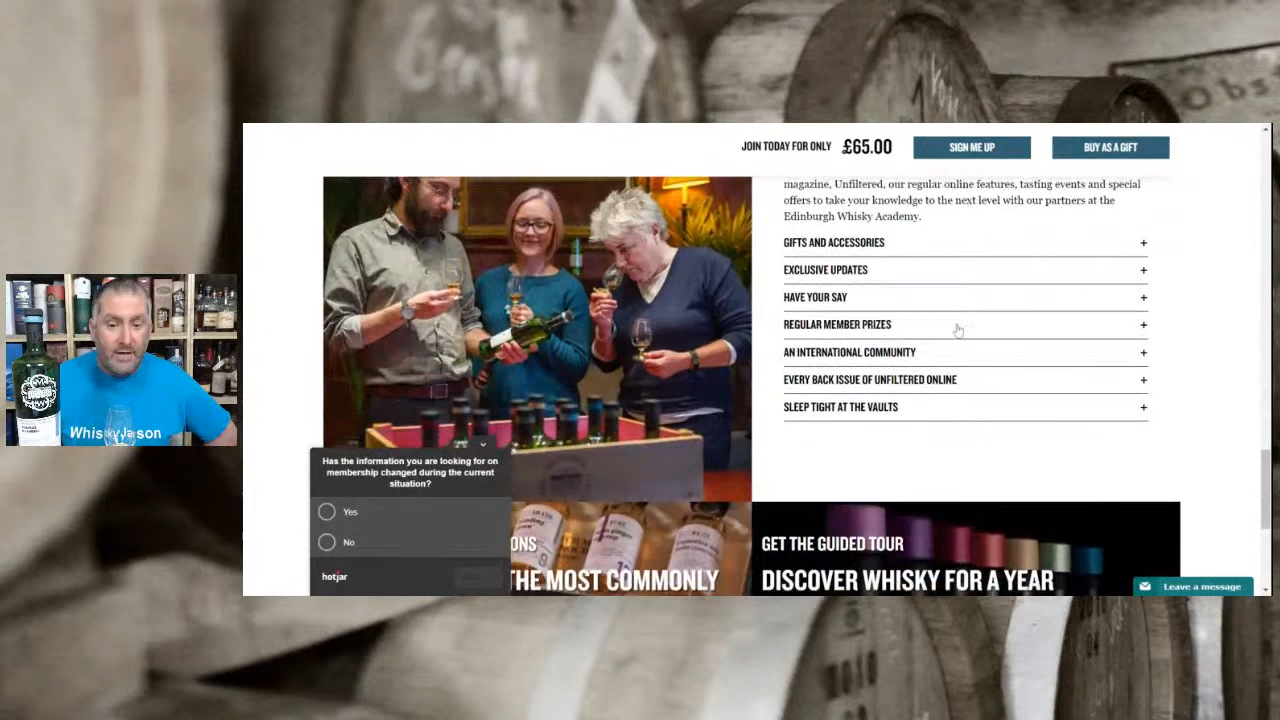 JOIN TODAY FOR ONLY £65.00 SIGN ME UP BUY AS A GIFT
magazine, Unfiltered, our regular online features, tasting events and special
offers to take your knowledge to the next level with our partners at the
Edinburgh Whisky Academy.
GIFTS AND ACCESSORIES +
EXCLUSIVE UPDATES +
HAVE YOUR SAY +
REGULAR MEMBER PRIZES +
AN INTERNATIONAL COMMUNITY +
EVERY BACK ISSUE OF UNFILTERED ONLINE +
SLEEP TIGHT AT THE VAULTS +
WhiskyJason
Has the information you are looking for on
membership changed during the current
situation?
Yes
No
hotjar
ONS
THE MOST COMMONLY
GET THE GUIDED TOUR
DISCOVER WHISKY FOR A YEAR
Leave a message